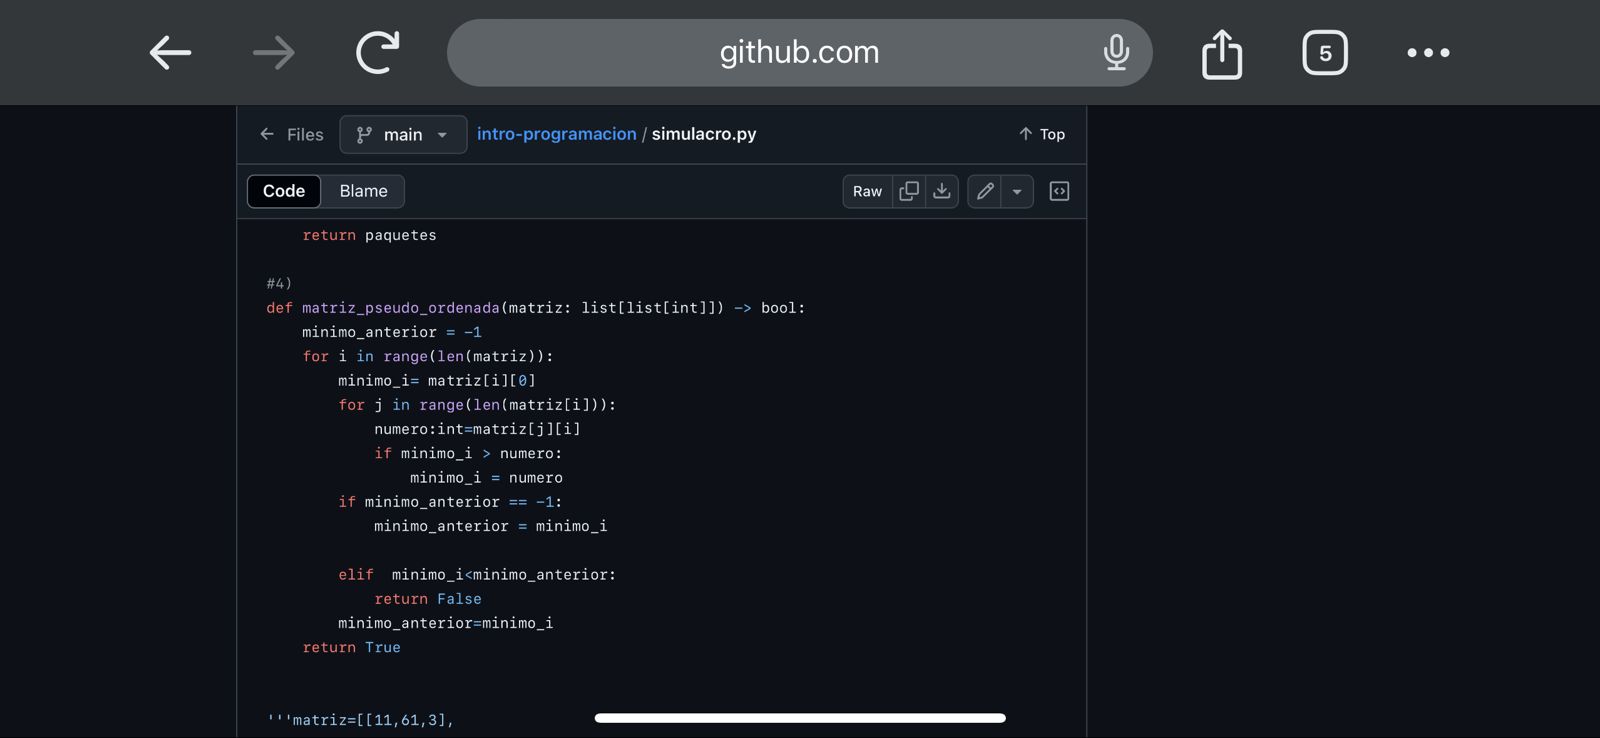 github.com
5
Files
main
intro-programacion / simulacro.py
Top
Code
Blame
Raw
return paquetes
#4)
def matriz_pseudo_ordenada(matriz: list[list[int]]) -> bool:
minimo_anterior = -1
for i in range(len(matriz)):
minimo_i= matriz[i][0]
for j in range(len(matriz[i])):
numero:int=matriz[j][i]
if minimo_i > numero:
minimo_i = numero
if minimo_anterior == -1:
minimo_anterior = minimo_i
elif  minimo_i<minimo_anterior:
return False
minimo_anterior=minimo_i
return True
'''matriz=[[11,61,3],